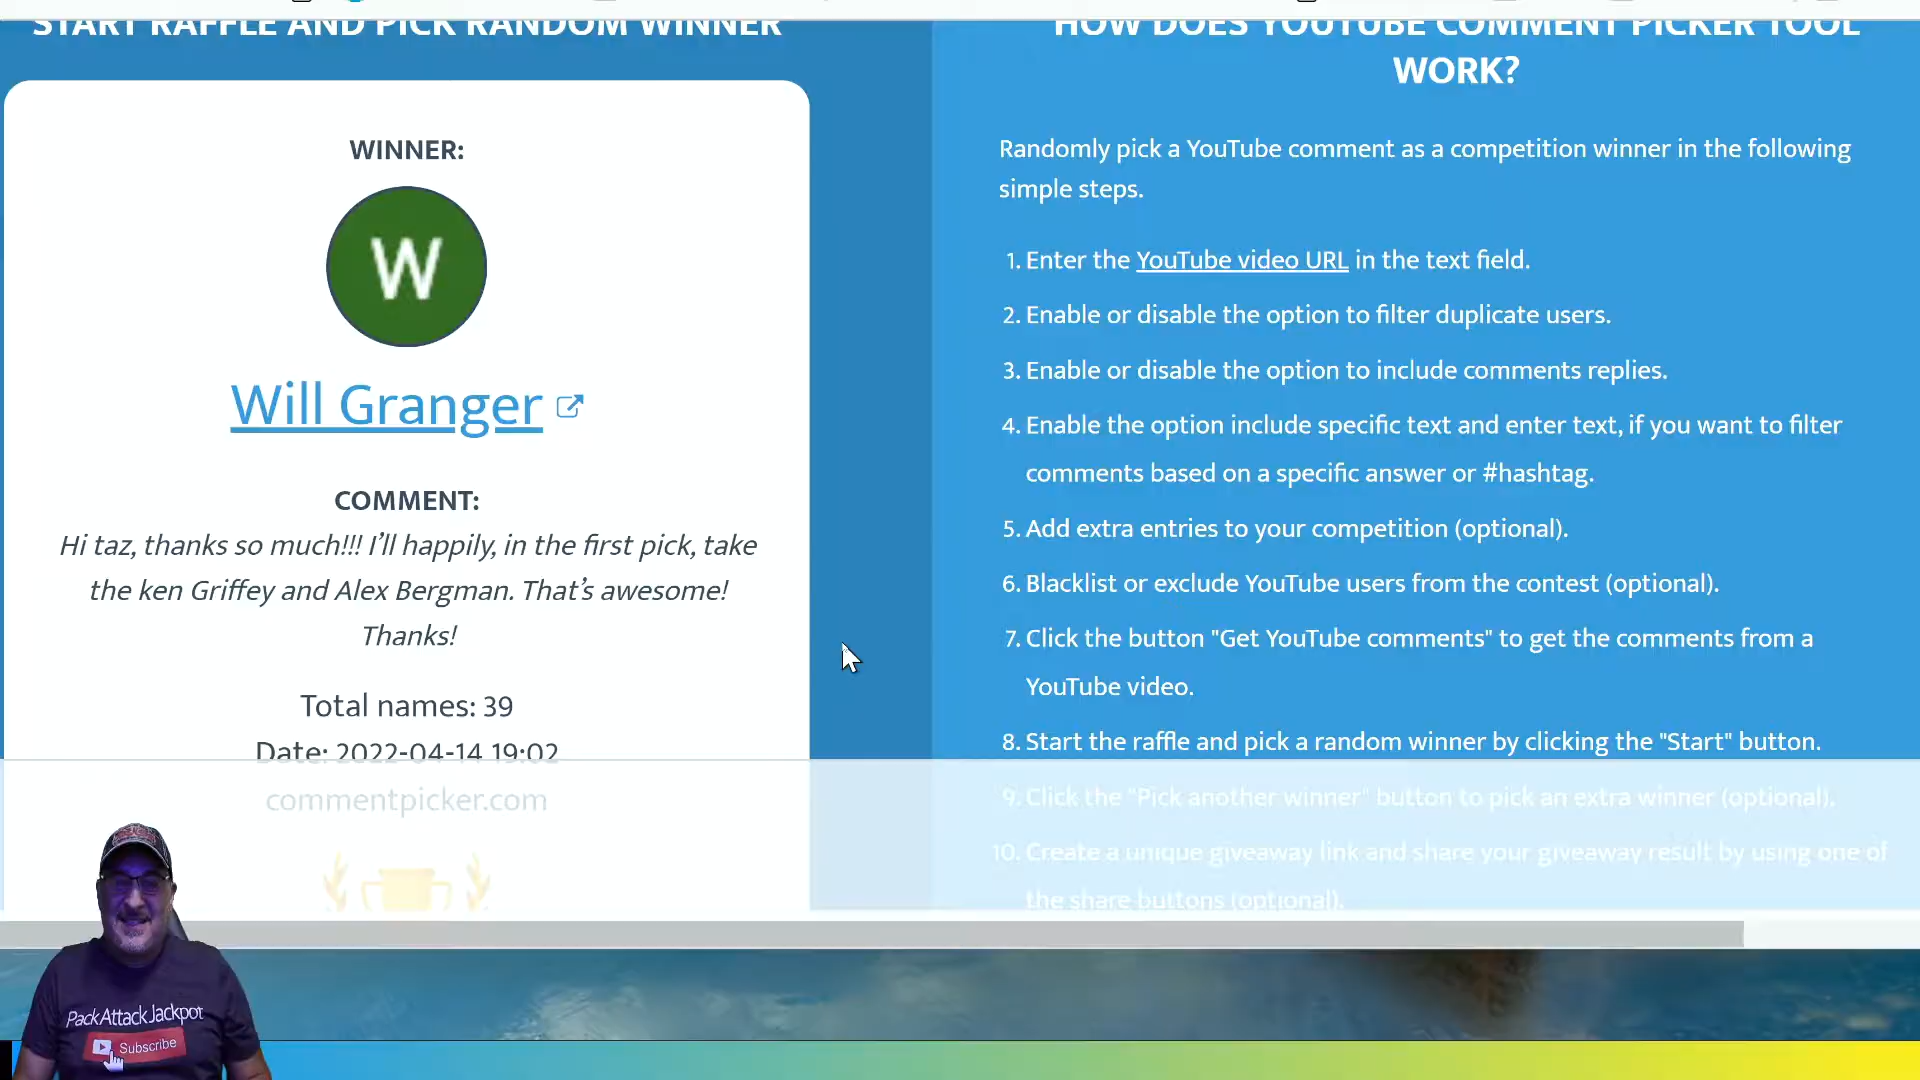 START RAFFLE AND PICK RANDOM WINNER
WINNER:
W
Will Granger
COMMENT:
Hi taz, thanks so much!!! I'll happily, in the first pick, take
the ken Griffey and Alex Bergman. That's awesome!
Thanks!
Total names: 39
Date: 2022-04-14 19:02
commentpicker.com
HOW DOES YOUTUBE COMMENT PICKER TOOL
WORK?
Randomly pick a YouTube comment as a competition winner in the following
simple steps.
1. Enter the YouTube video URL in the text field.
2. Enable or disable the option to filter duplicate users.
3. Enable or disable the option to include comments replies.
4. Enable the option include specific text and enter text, if you want to filter
comments based on a specific answer or #hashtag.
5. Add extra entries to your competition (optional).
6. Blacklist or exclude YouTube users from the contest (optional).
7. Click the button "Get YouTube comments" to get the comments from a
YouTube video.
8. Start the raffle and pick a random winner by clicking the "Start" button.
9. Click the "Pick another winner" button to pick an extra winner (optional).
10. Create a unique giveaway link and share your giveaway result by using one of
the share buttons (optional).
PackAttackJackpot
Subscribe